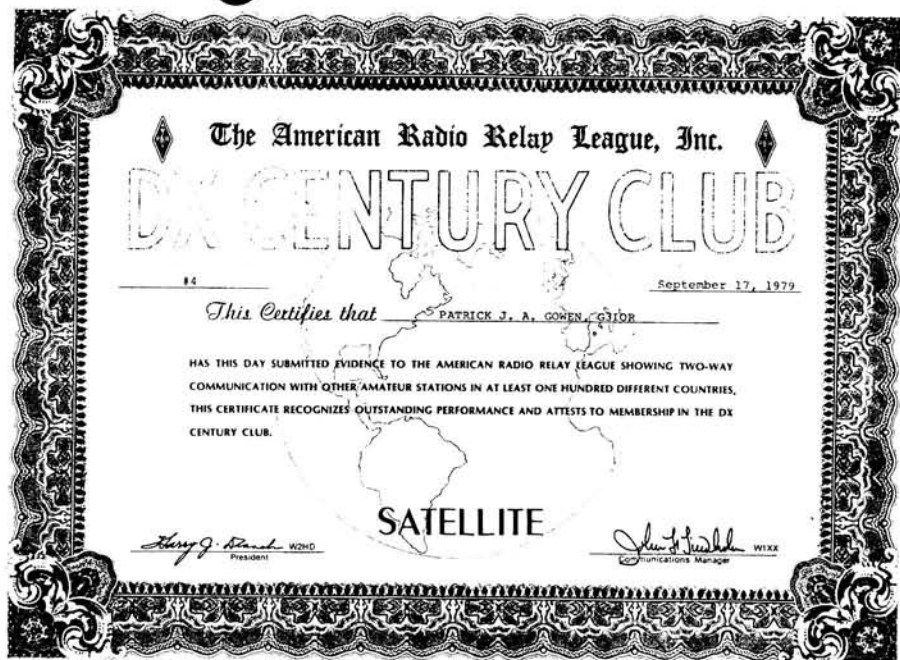 The American Radio Relay League, Inc.
DX CENTURY CLUB
#4
September 17, 1979
This Certifies that PATRICK J. A. GOWEN, G3IOR
HAS THIS DAY SUBMITTED EVIDENCE TO THE AMERICAN RADIO RELAY LEAGUE SHOWING TWO-WAY
COMMUNICATION WITH OTHER AMATEUR STATIONS IN AT LEAST ONE HUNDRED DIFFERENT COUNTRIES.
THIS CERTIFICATE RECOGNIZES OUTSTANDING PERFORMANCE AND ATTESTS TO MEMBERSHIP IN THE DX
CENTURY CLUB.
SATELLITE
Harry J. W2HD
President
John W1XX
Communications Manager